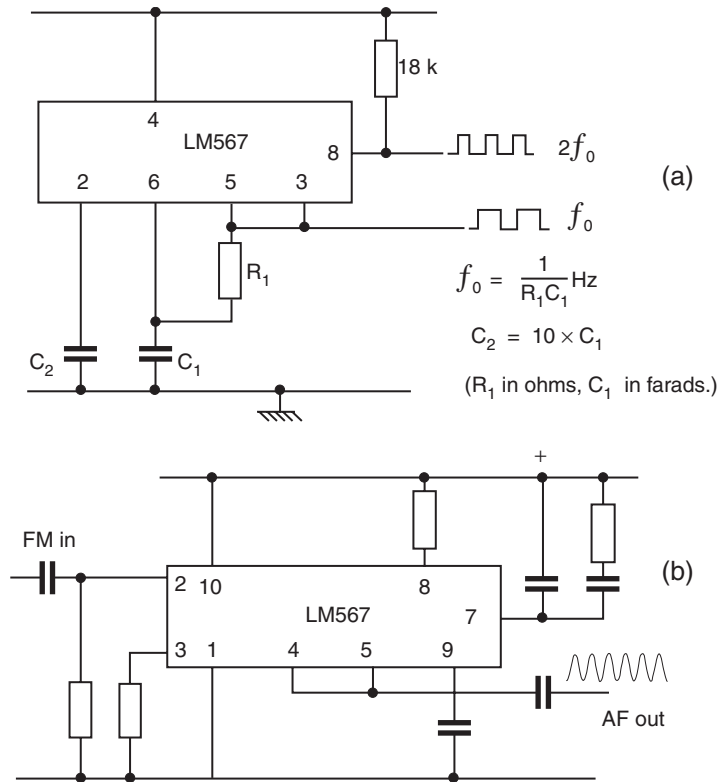 18 k
4
LM567
8
2f₀
(a)
2 6 5 3
f₀
R₁
f₀ = 1/R₁C₁ Hz
C₂ C₁
C₂ = 10 × C₁
(R₁ in ohms, C₁ in farads.)
+
FM in
2 10 8
(b)
LM567
7
3 1 4 5 9
AF out